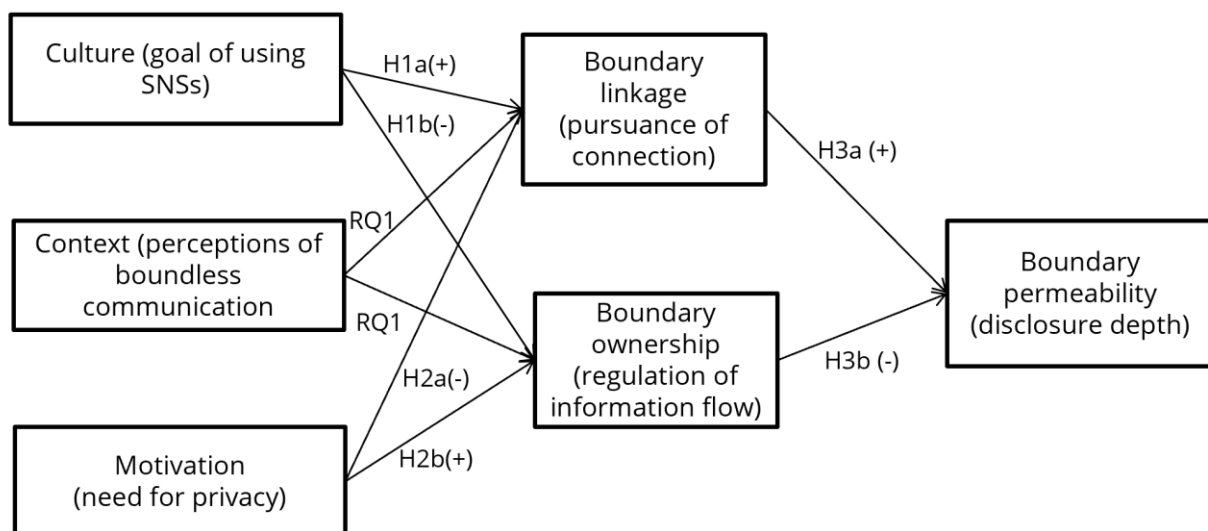 Culture (goal of using
SNSs)
H1a(+)
H1b(-)
Boundary
linkage
(pursuance of
connection)
H3a (+)
Context (perceptions of
boundless
communication
RQ1
RQ1
Boundary
ownership
(regulation of
information flow)
Boundary
permeability
(disclosure depth)
H3b (-)
H2a(-)
H2b(+)
Motivation
(need for privacy)